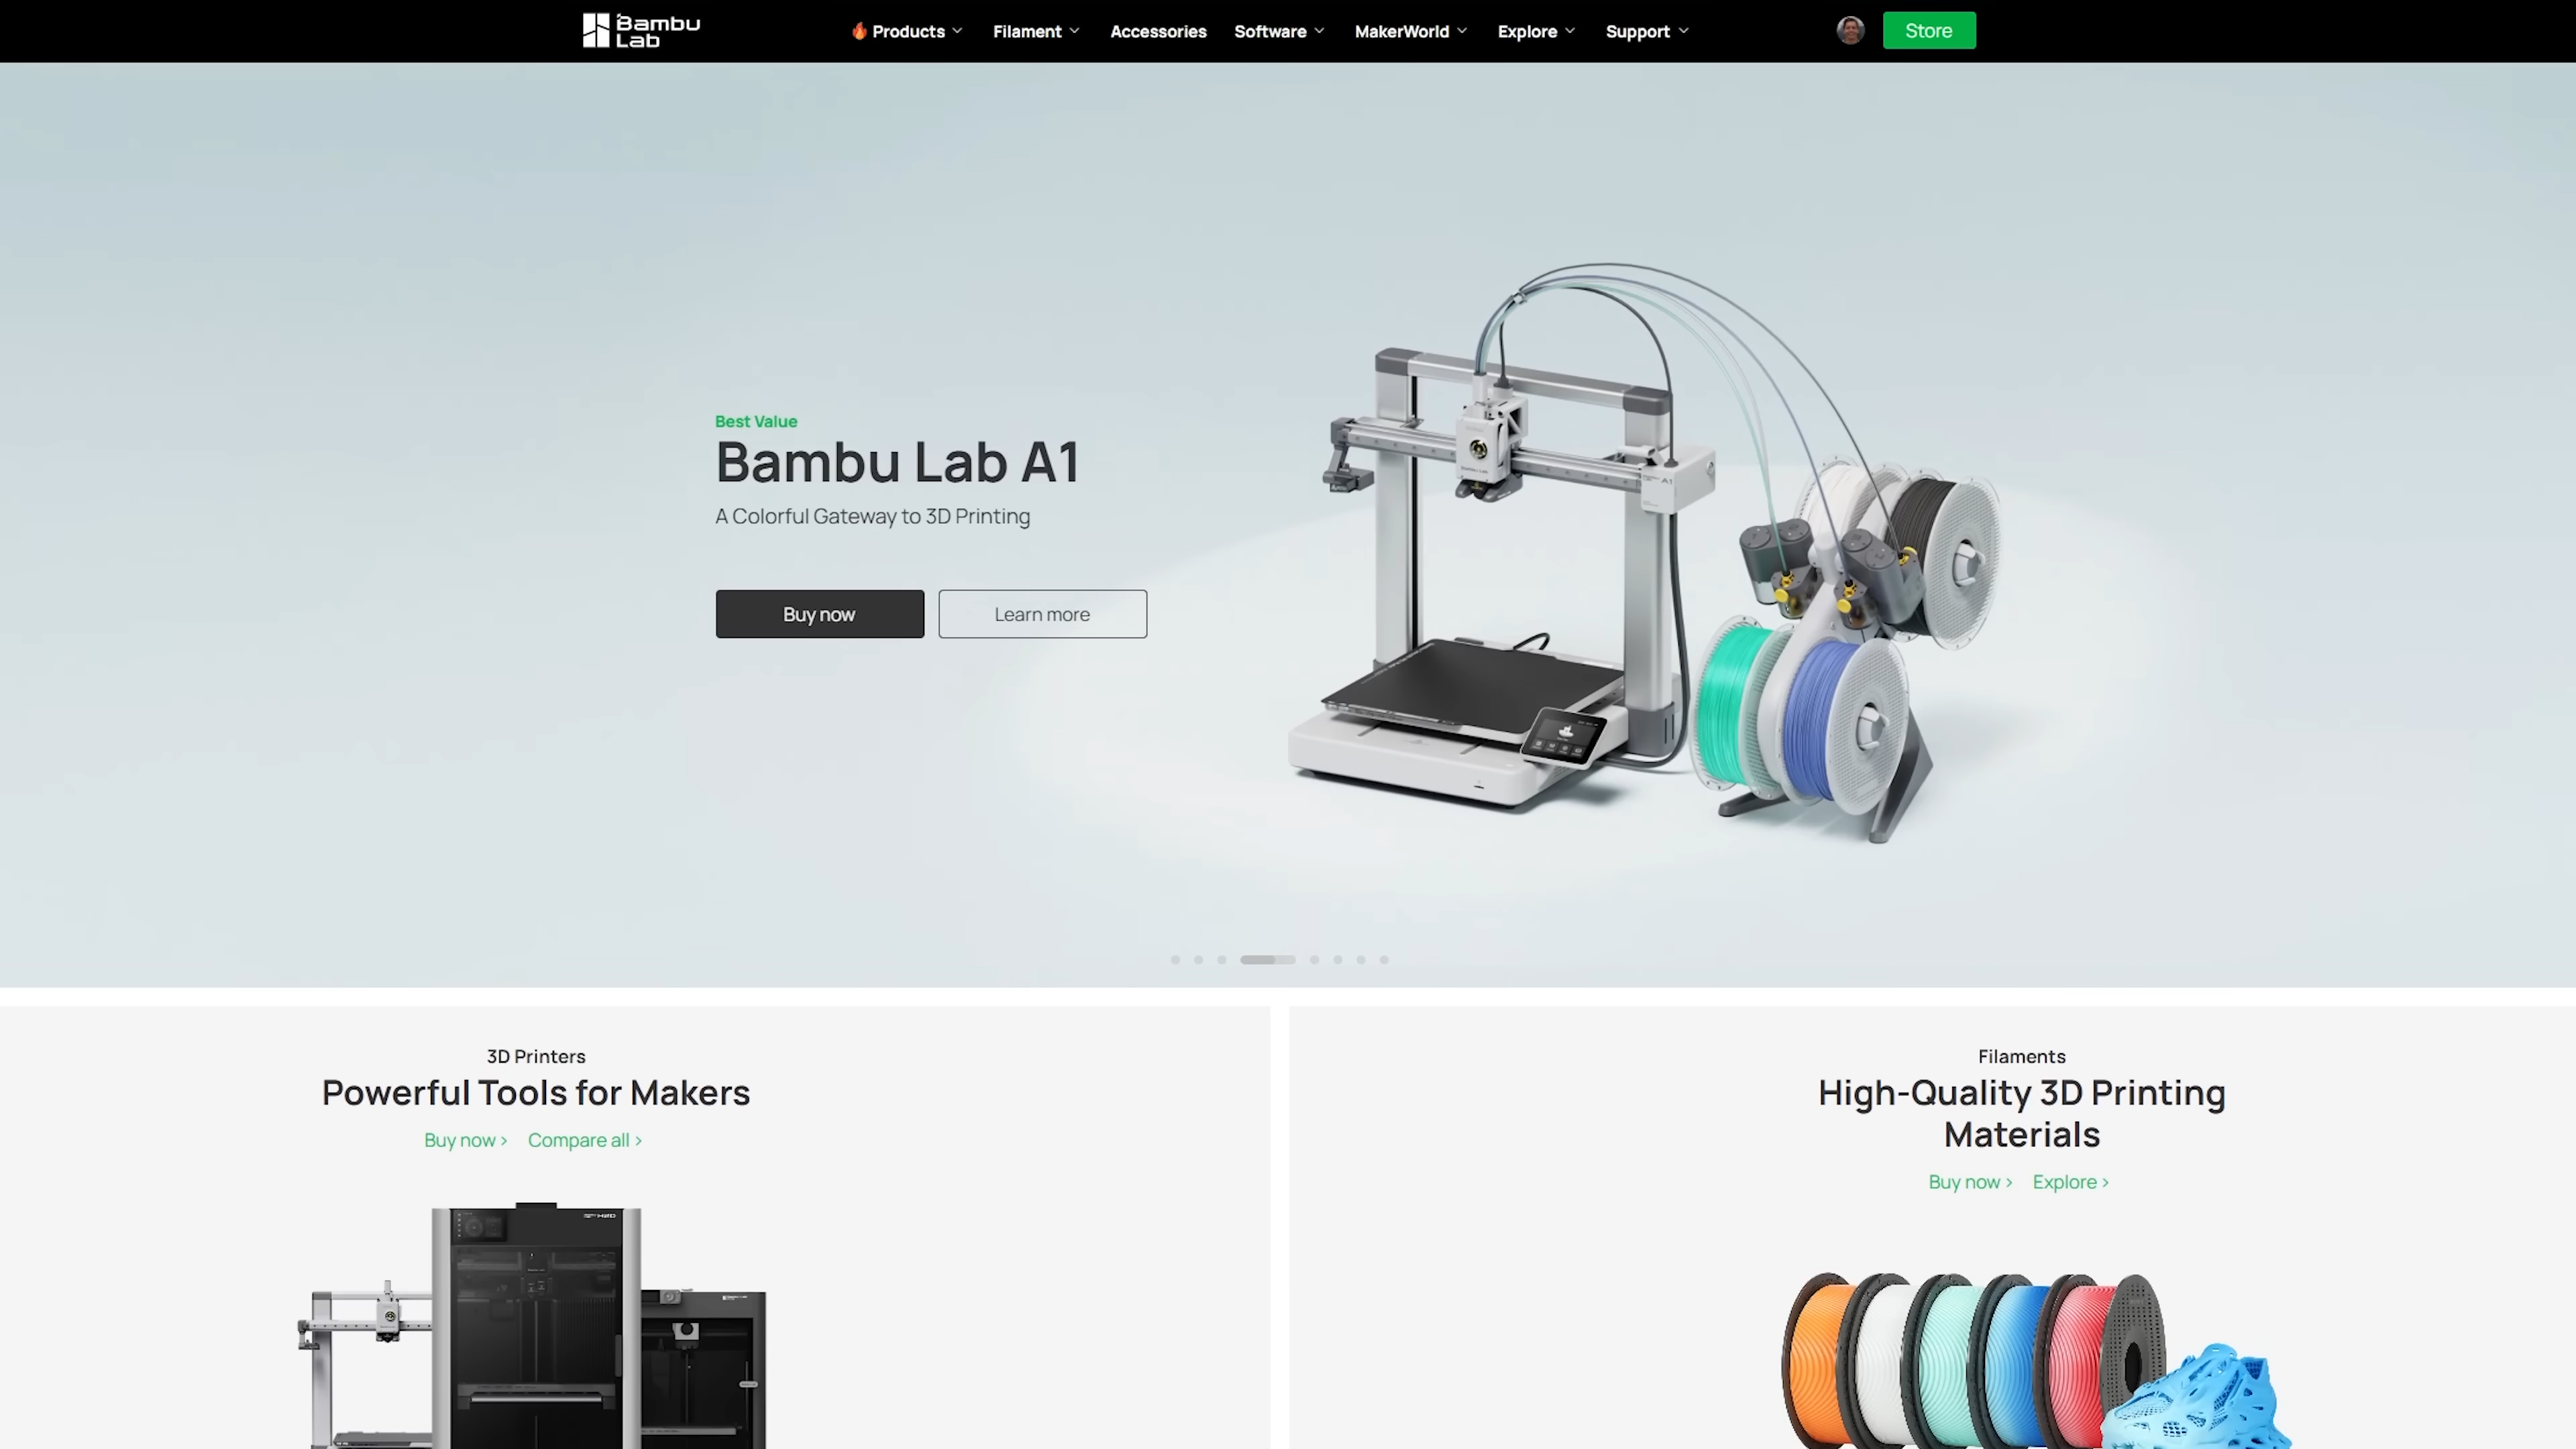 Bambu
Lab
Products
Filament
Accessories
Software
MakerWorld
Explore
Support
Store
Best Value
Bambu Lab A1
A Colorful Gateway to 3D Printing
Buy now
Learn more
A1
3D Printers
Powerful Tools for Makers
Buy now >
Compare all >
Filaments
High-Quality 3D Printing
Materials
Buy now >
Explore >